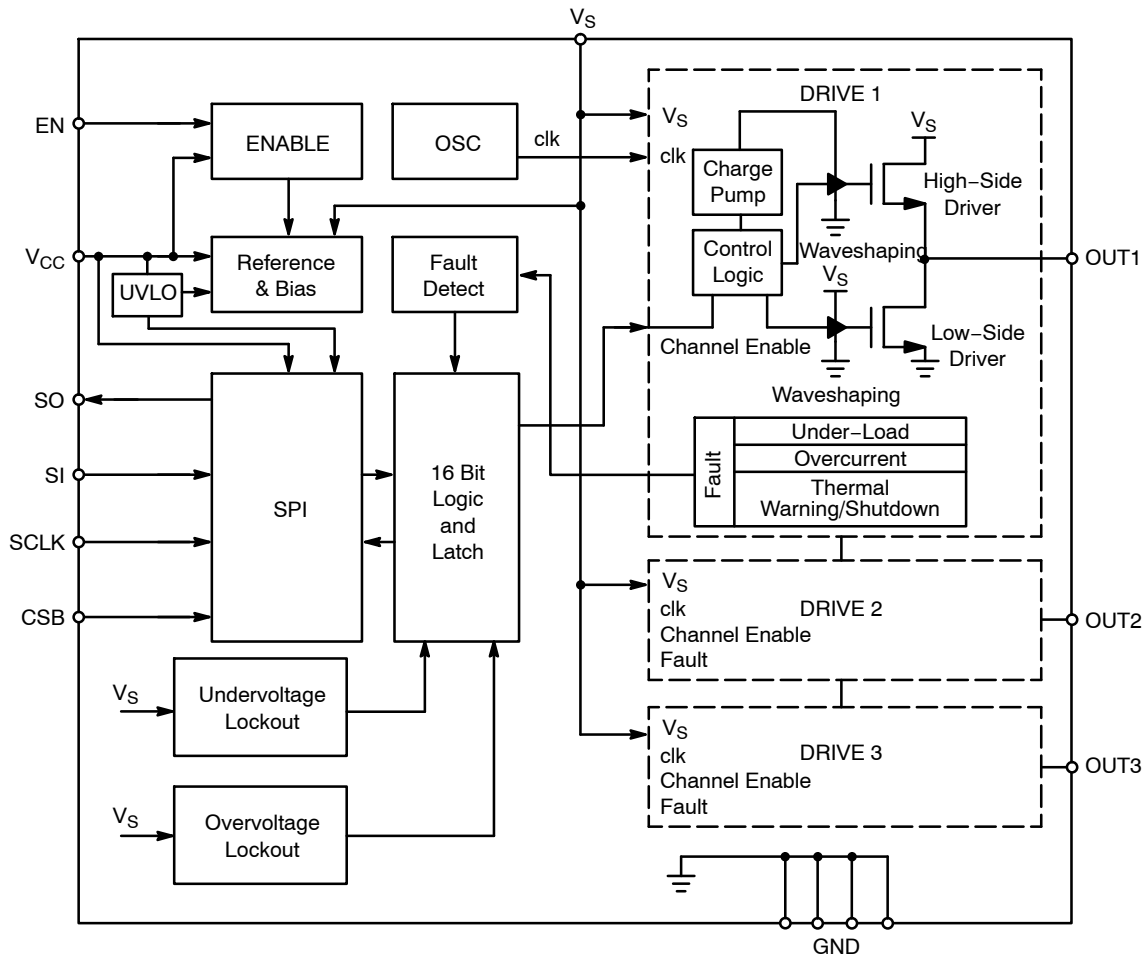 VS
DRIVE 1
EN
ENABLE
OSC
clk
VS
clk
Charge
Pump
VS
High−Side
Driver
VCC
UVLO
Reference
& Bias
Fault
Detect
Control
Logic
Waveshaping
VS
OUT1
Channel Enable
Low−Side
Driver
Waveshaping
SO
SI
SCLK
CSB
SPI
16 Bit
Logic
and
Latch
Fault
Under−Load
Overcurrent
Thermal
Warning/Shutdown
VS
clk
Channel Enable
Fault
DRIVE 2
OUT2
VS
Undervoltage
Lockout
VS
clk
Channel Enable
Fault
DRIVE 3
OUT3
VS
Overvoltage
Lockout
GND